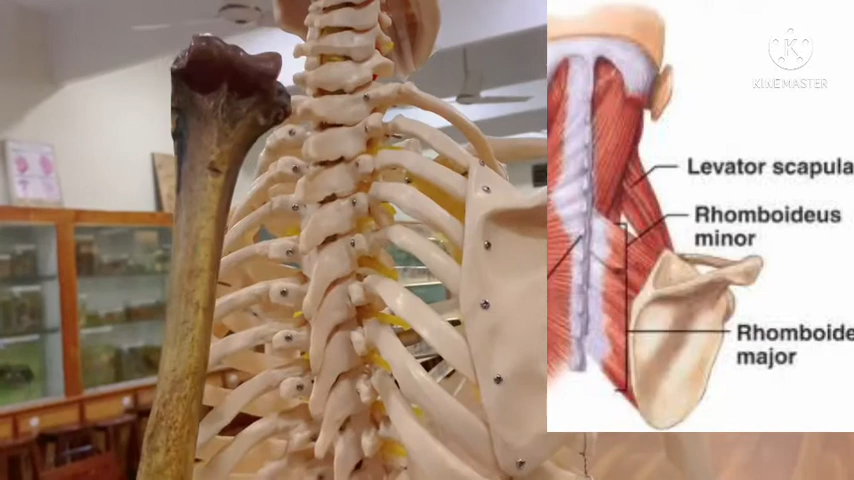 KINEMASTER
Levator scapula
Rhomboideus
minor
Rhomboide
major